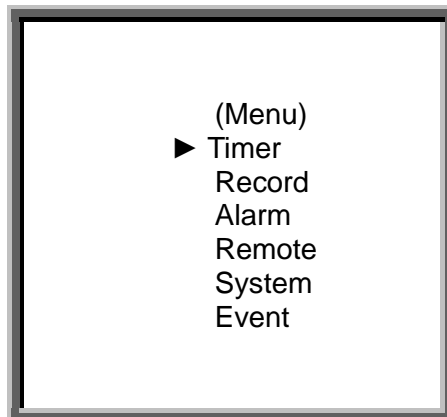 (Menu)
► Timer
Record
Alarm
Remote
System
Event